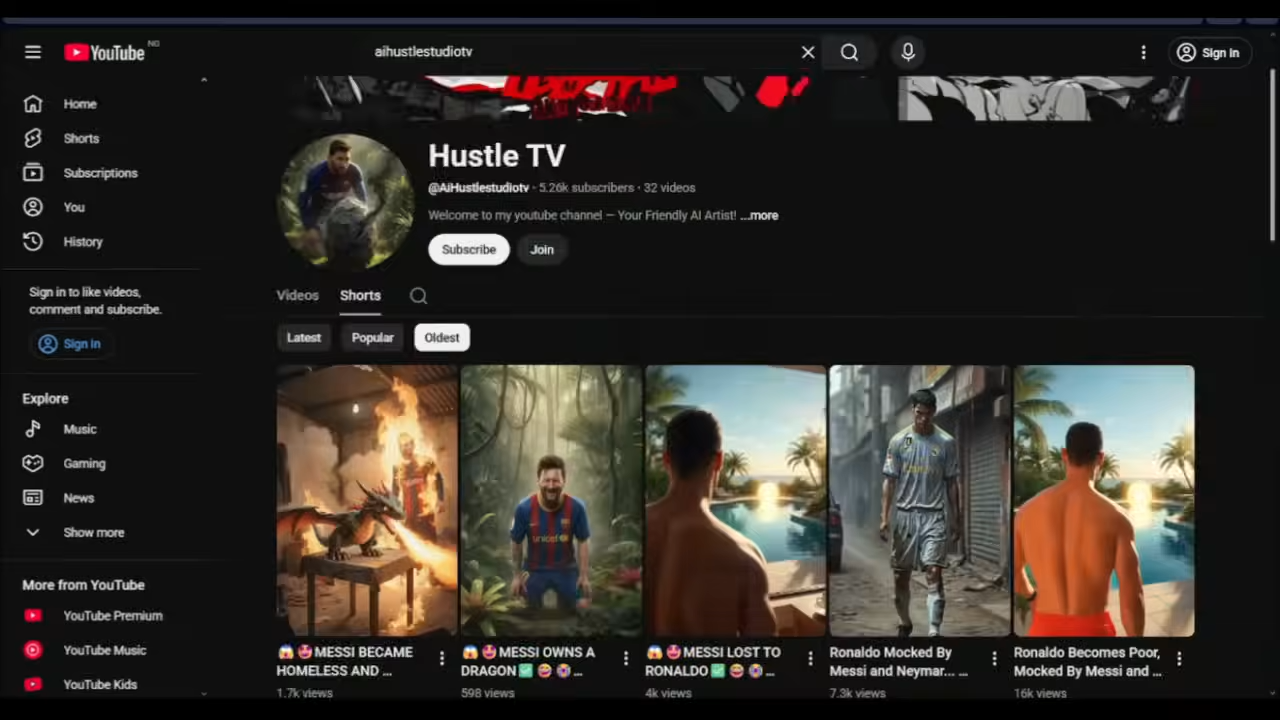 YouTube NG
aihustlestudiotv
Sign in
Home
Shorts
Subscriptions
You
History
Sign in to like videos,
comment and subscribe.
Sign in
Explore
Music
Gaming
News
Show more
More from YouTube
YouTube Premium
YouTube Music
YouTube Kids
Hustle TV
@AiHustlestudiotv • 5.26k subscribers • 32 videos
Welcome to my youtube channel – Your Friendly AI Artist! ...more
Subscribe
Join
Videos
Shorts
Latest
Popular
Oldest
unicef
😱 🤩MESSI BECAME
HOMELESS AND ...
1.7k views
😱 🤩MESSI OWNS A
DRAGON✅ 😂 😭 ...
598 views
😱 🤩MESSI LOST TO
RONALDO✅ 😂 😭 ...
4k views
Ronaldo Mocked By
Messi and Neymar... ...
7.3k views
Ronaldo Becomes Poor,
Mocked By Messi and ...
16k views